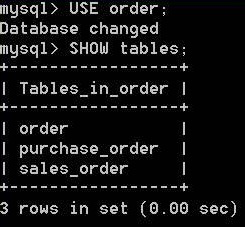 mysql> USE order;
Database changed
mysql> SHOW tables;
+-----------------+
| Tables_in_order |
+-----------------+
| order           |
| purchase_order  |
| sales_order     |
+-----------------+
3 rows in set (0.00 sec)